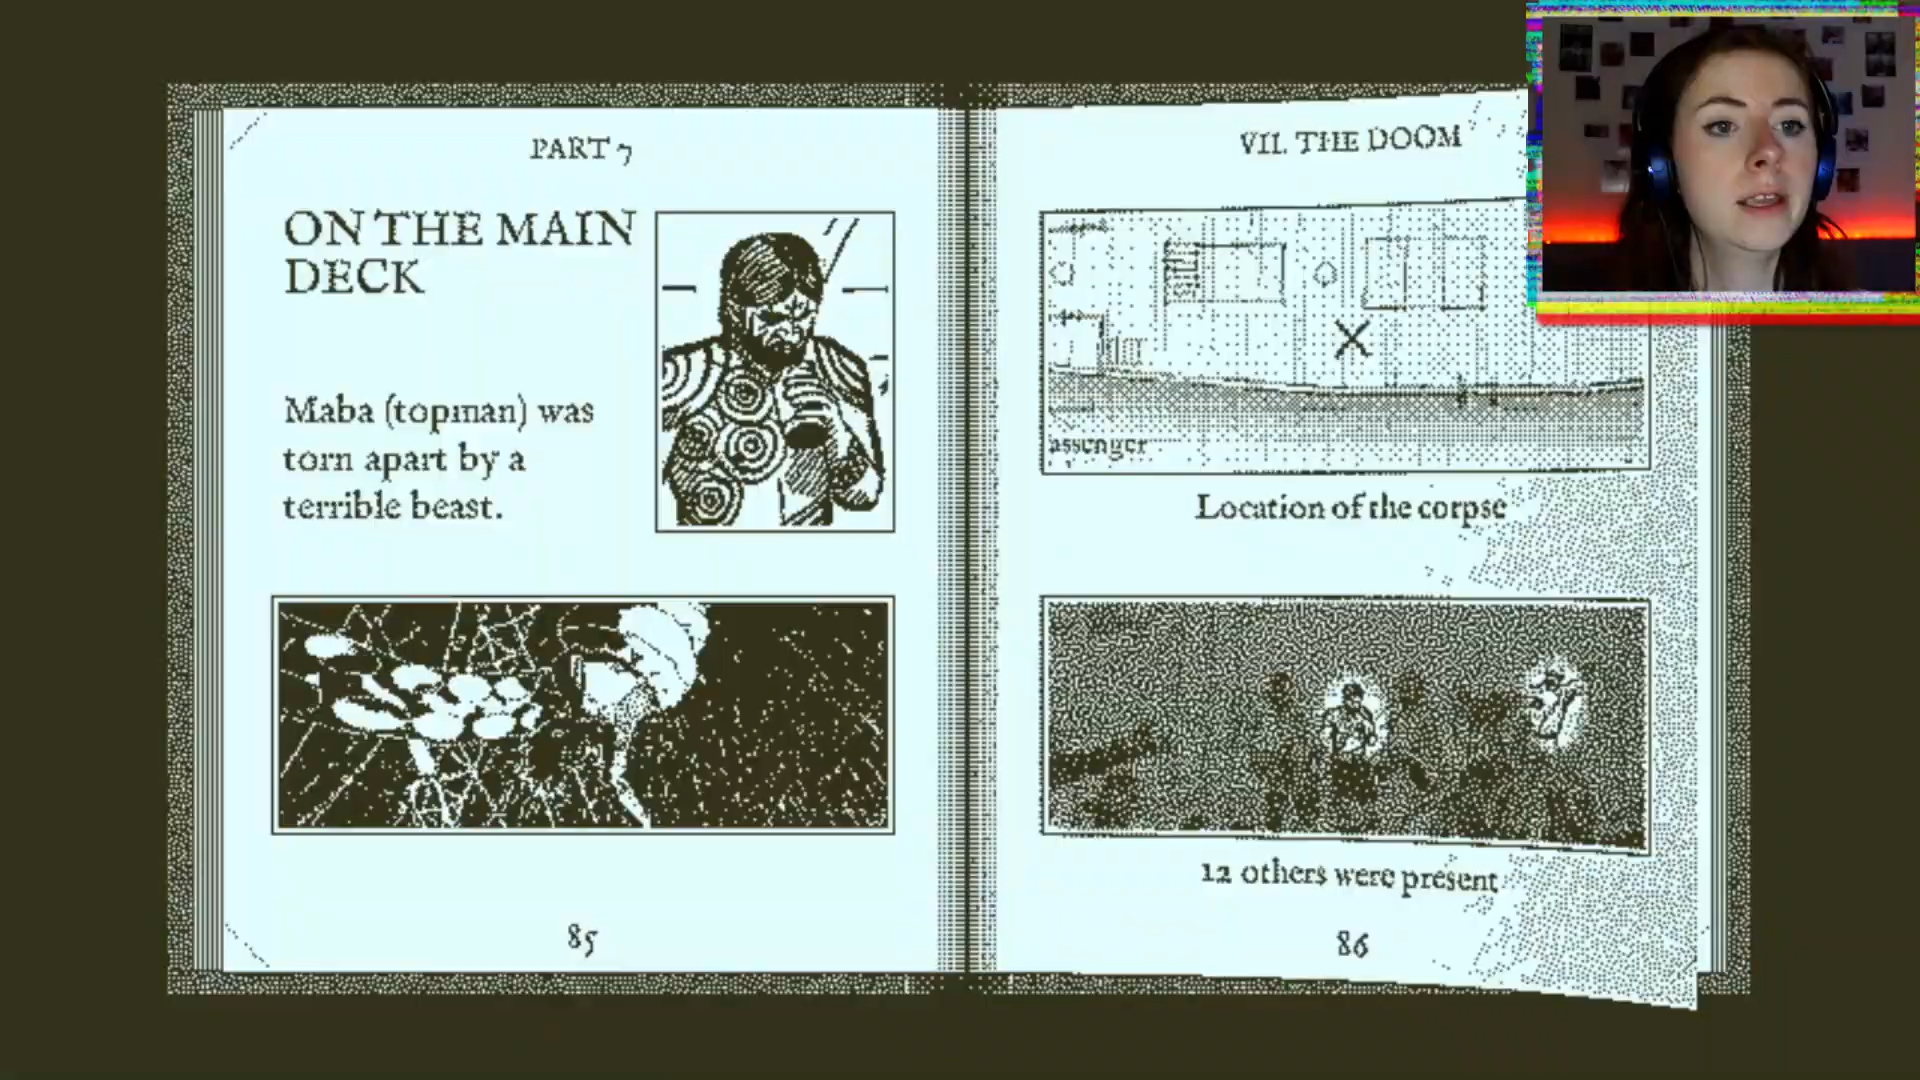 PART 7
ON THE MAIN
DECK
Maba (topman) was
torn apart by a
terrible beast.
85
VII. THE DOOM
assenger
Location of the corpse
12 others were present
86